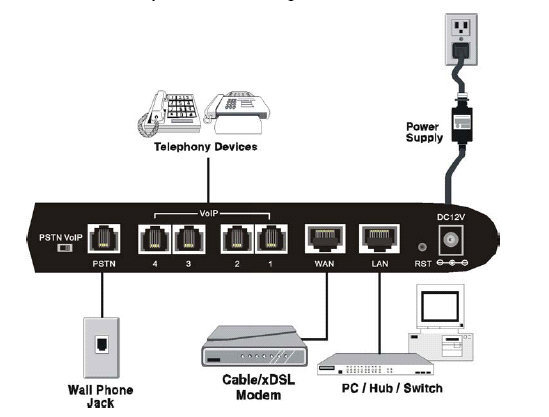 Telephony Devices
Power
Supply
VoIP
DC12V
PSTN VoIP
PSTN
4
3
2
1
WAN
LAN
RST
Wall Phone
Jack
Cable/xDSL
Modem
PC / Hub / Switch